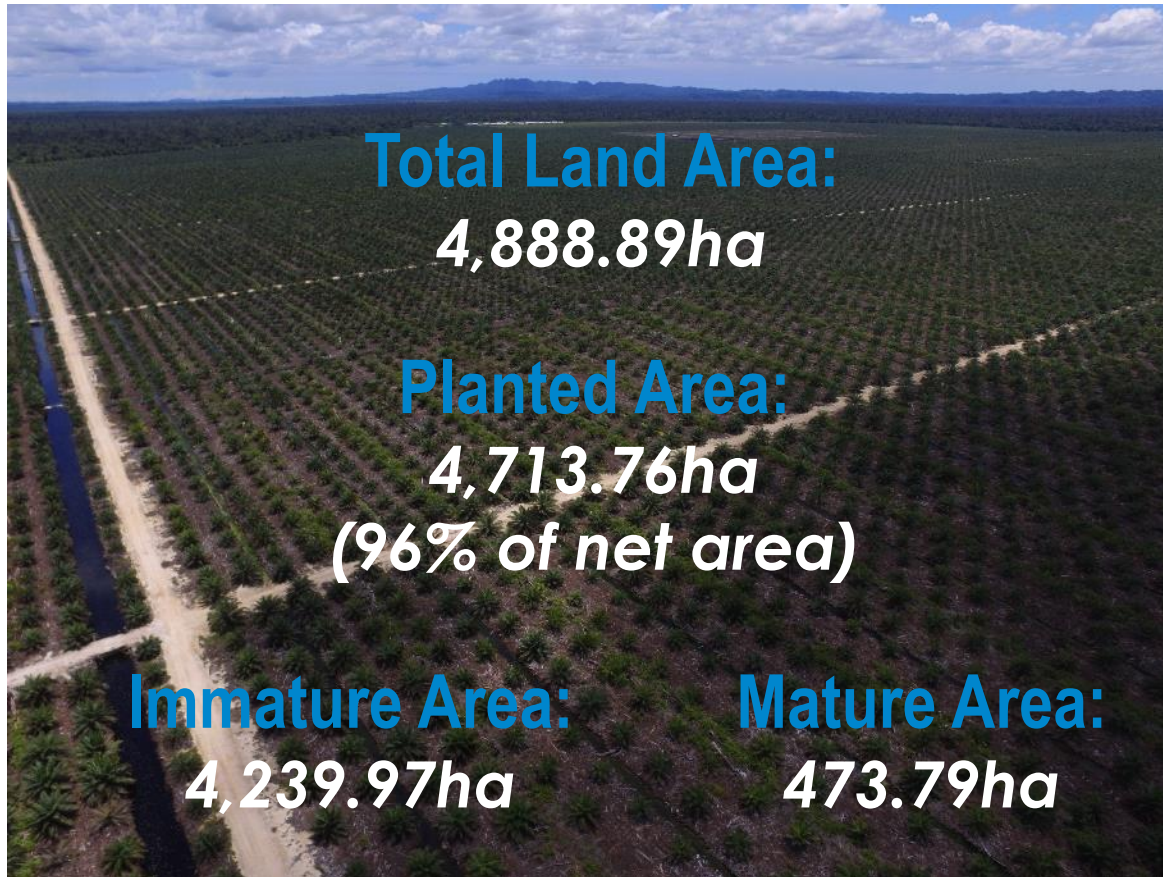 Total Land Area:
4,888.89ha
Planted Area:
4,713.76ha
(96% of net area)
Immature Area:
4,239.97ha
Mature Area:
473.79ha